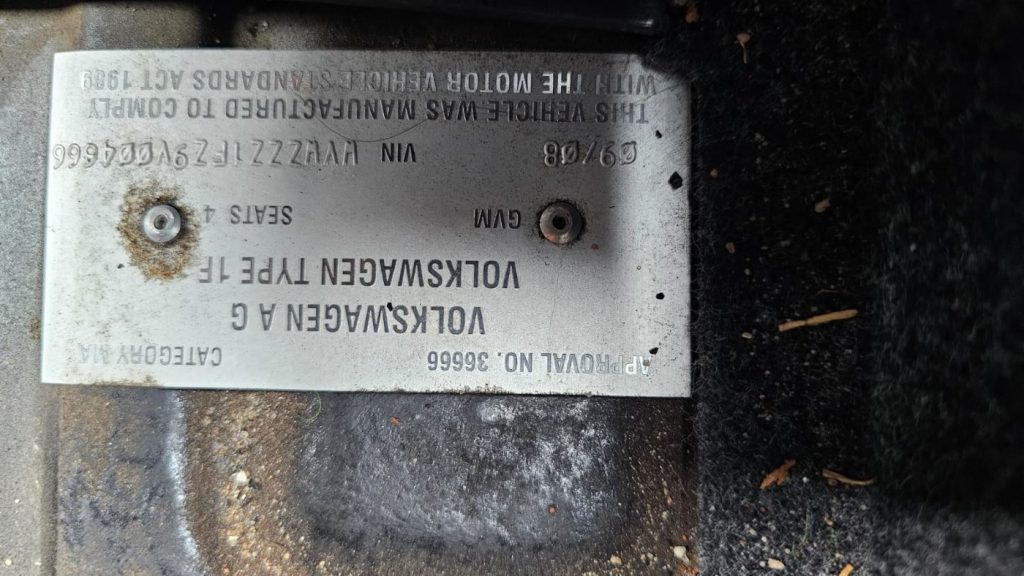 APPROVAL NO. 36666 CATEGORY MA
VOLKSWAGEN A G
VOLKSWAGEN TYPE 1F
GVM SEATS 4
09/08 VIN WVWZZZ1FZ9V004666
THIS VEHICLE WAS MANUFACTURED TO COMPLY
WITH THE MOTOR VEHICLE STANDARDS ACT 1989